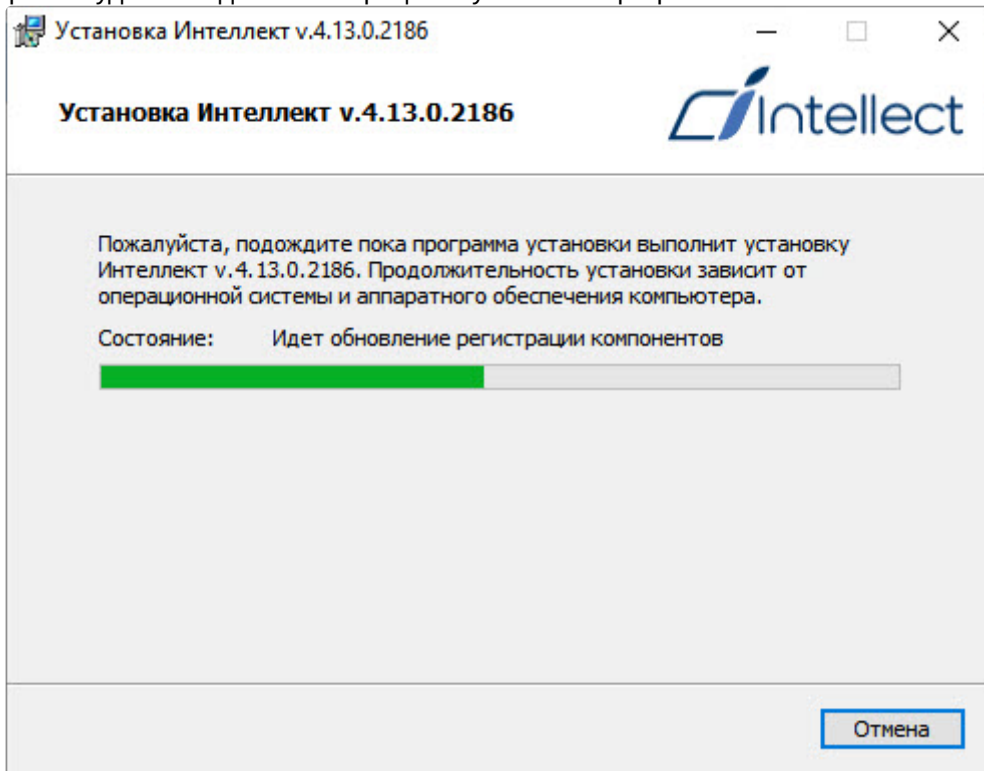 Установка Интеллект v.4.13.0.2186
Установка Интеллект v.4.13.0.2186
Intellect
Пожалуйста, подождите пока программа установки выполнит установку
Интеллект v.4.13.0.2186. Продолжительность установки зависит от
операционной системы и аппаратного обеспечения компьютера.
Состояние: Идет обновление регистрации компонентов
Отмена